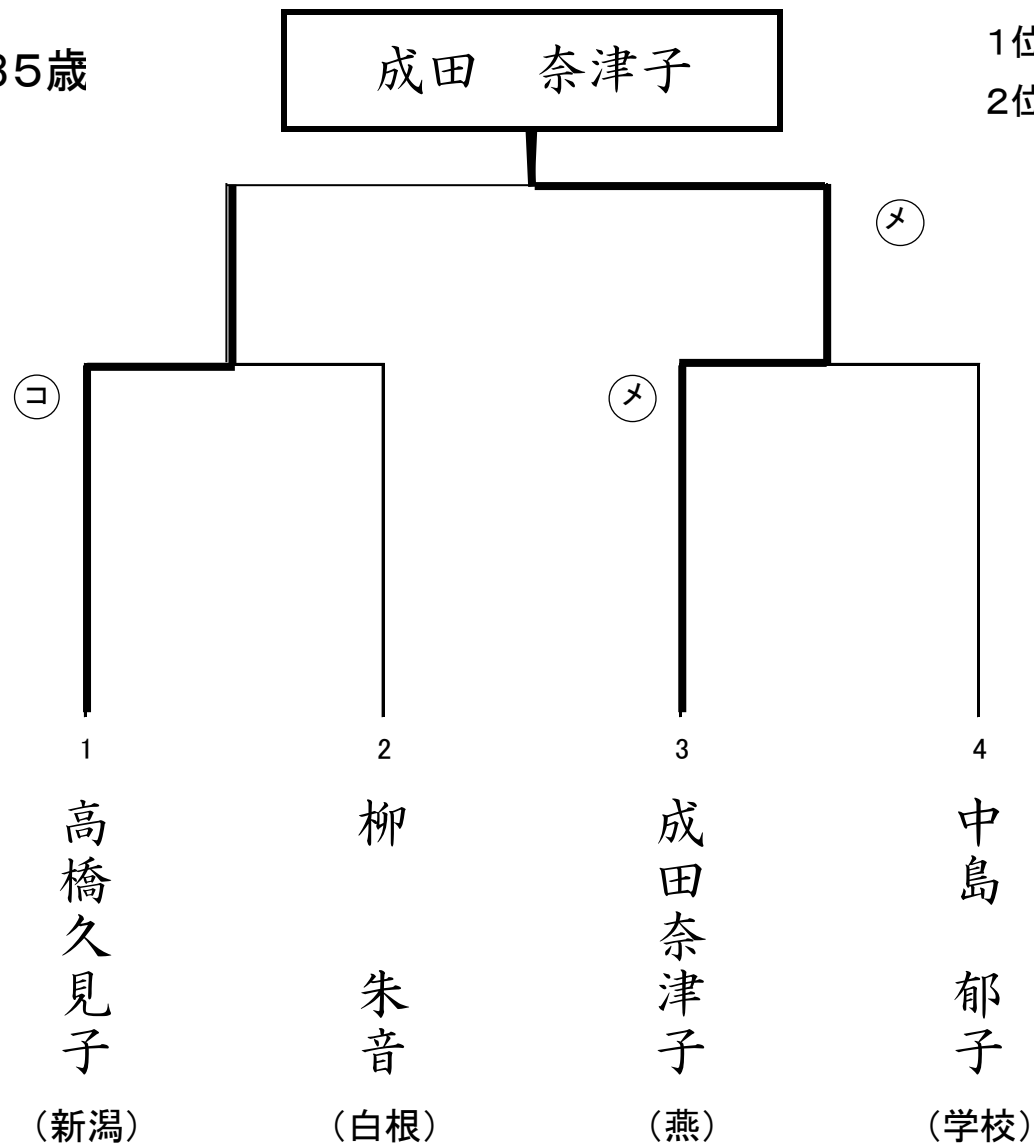 35歳
成田 奈津子
1位
2位
メ
コ
メ
1
2
3
4
高橋久見子
柳 朱音
成田奈津子
中島 郁子
(新潟)
(白根)
(燕)
(学校)